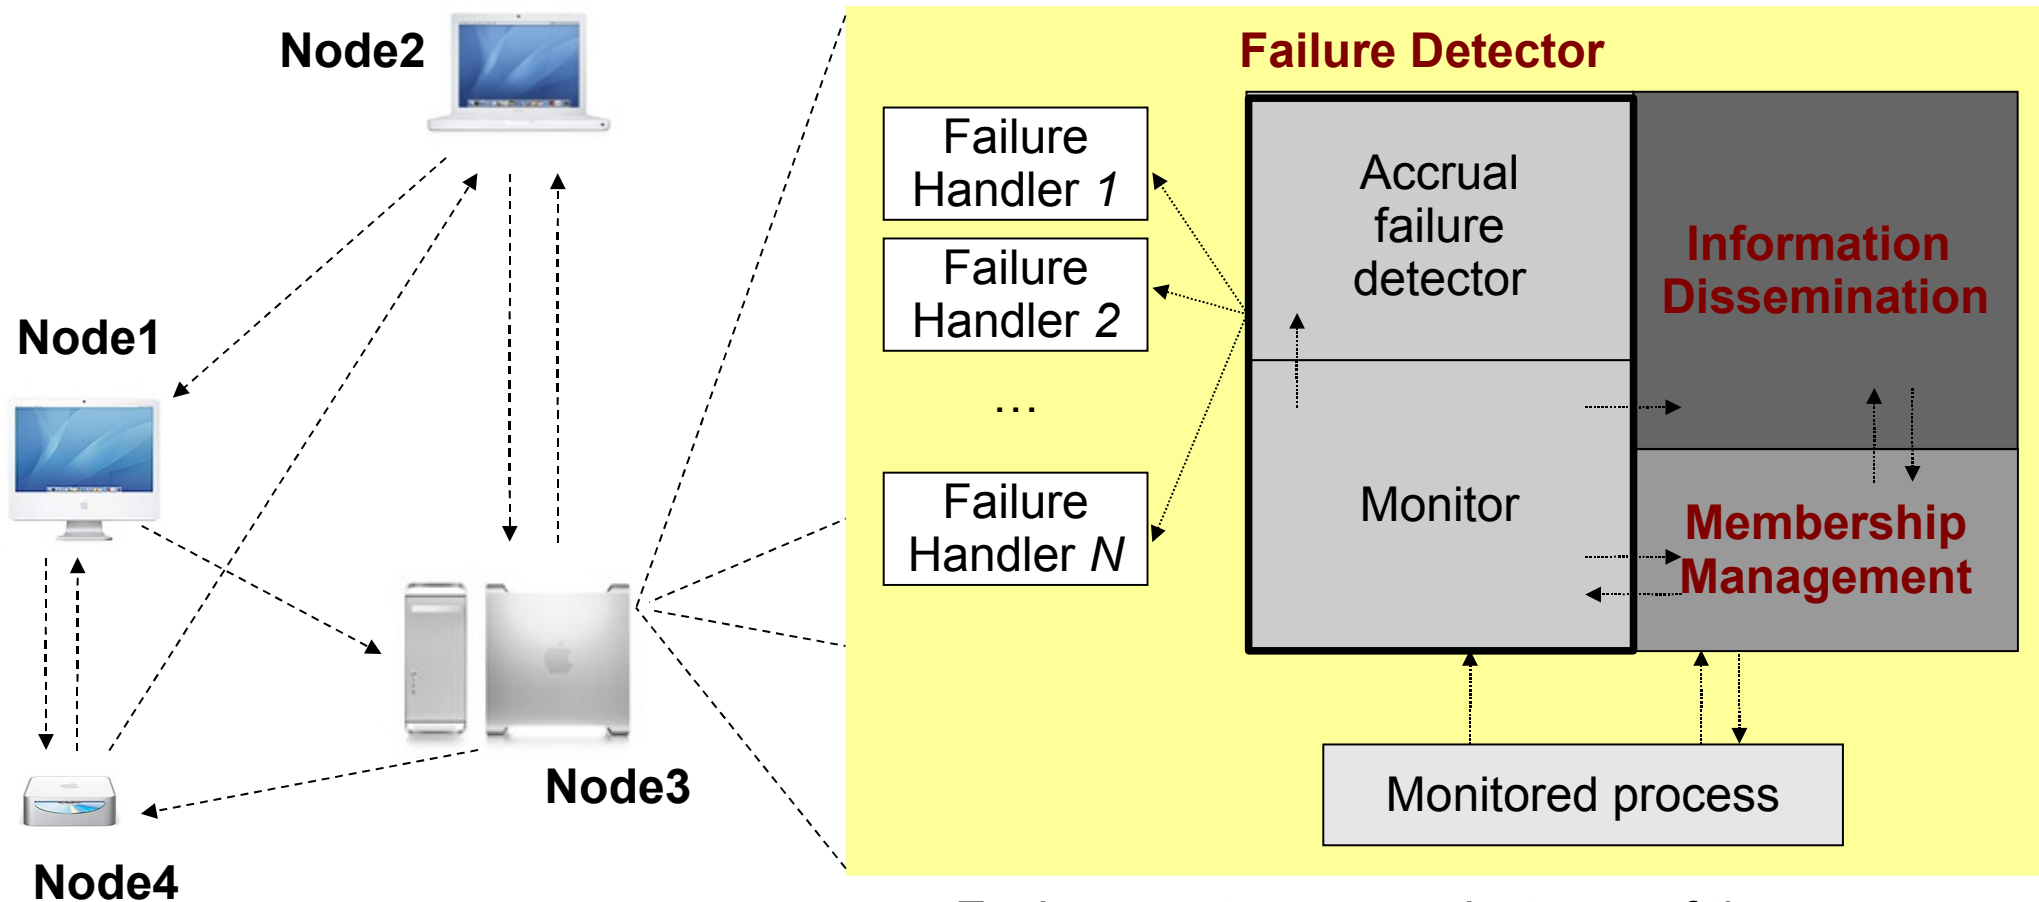 Node2
Node1
Node3
Node4
Failure Detector
Failure
Handler 1
Failure
Handler 2
…
Failure
Handler N
Accrual
failure
detector
Monitor
Information
Dissemination
Membership
Management
Monitored process